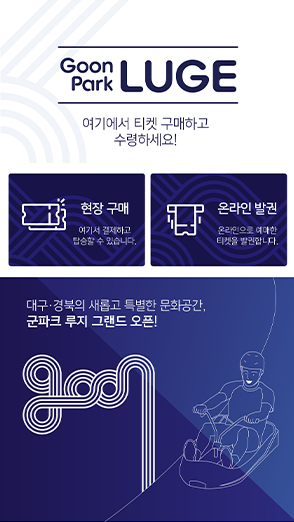 Goon
Park LUGE
여기에서 티켓 구매하고
수령하세요!
현장 구매
여기서 결제하고
탑승할 수 있습니다.
온라인 발권
온라인으로 예매한
티켓을 발권합니다.
대구·경북의 새롭고 특별한 문화공간,
군파크 루지 그랜드 오픈!
goon